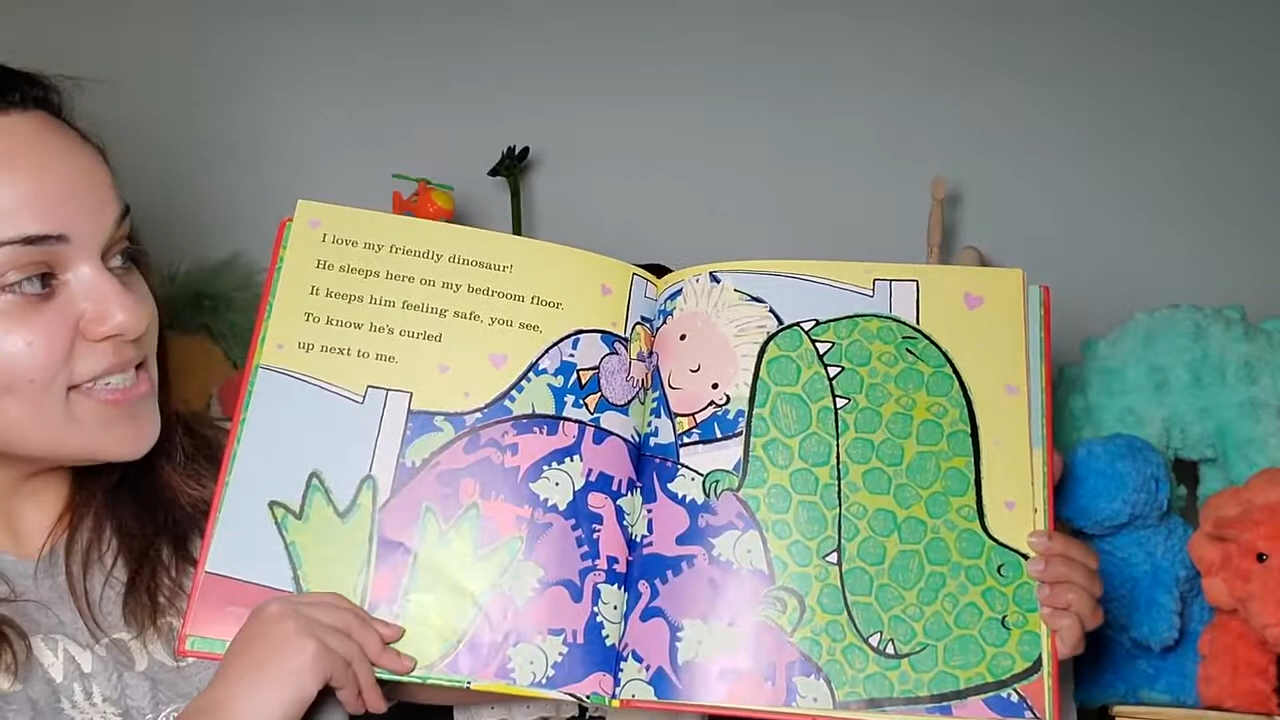 I love my friendly dinosaur!
He sleeps here on my bedroom floor.
It keeps him feeling safe, you see,
To know he's curled
up next to me.